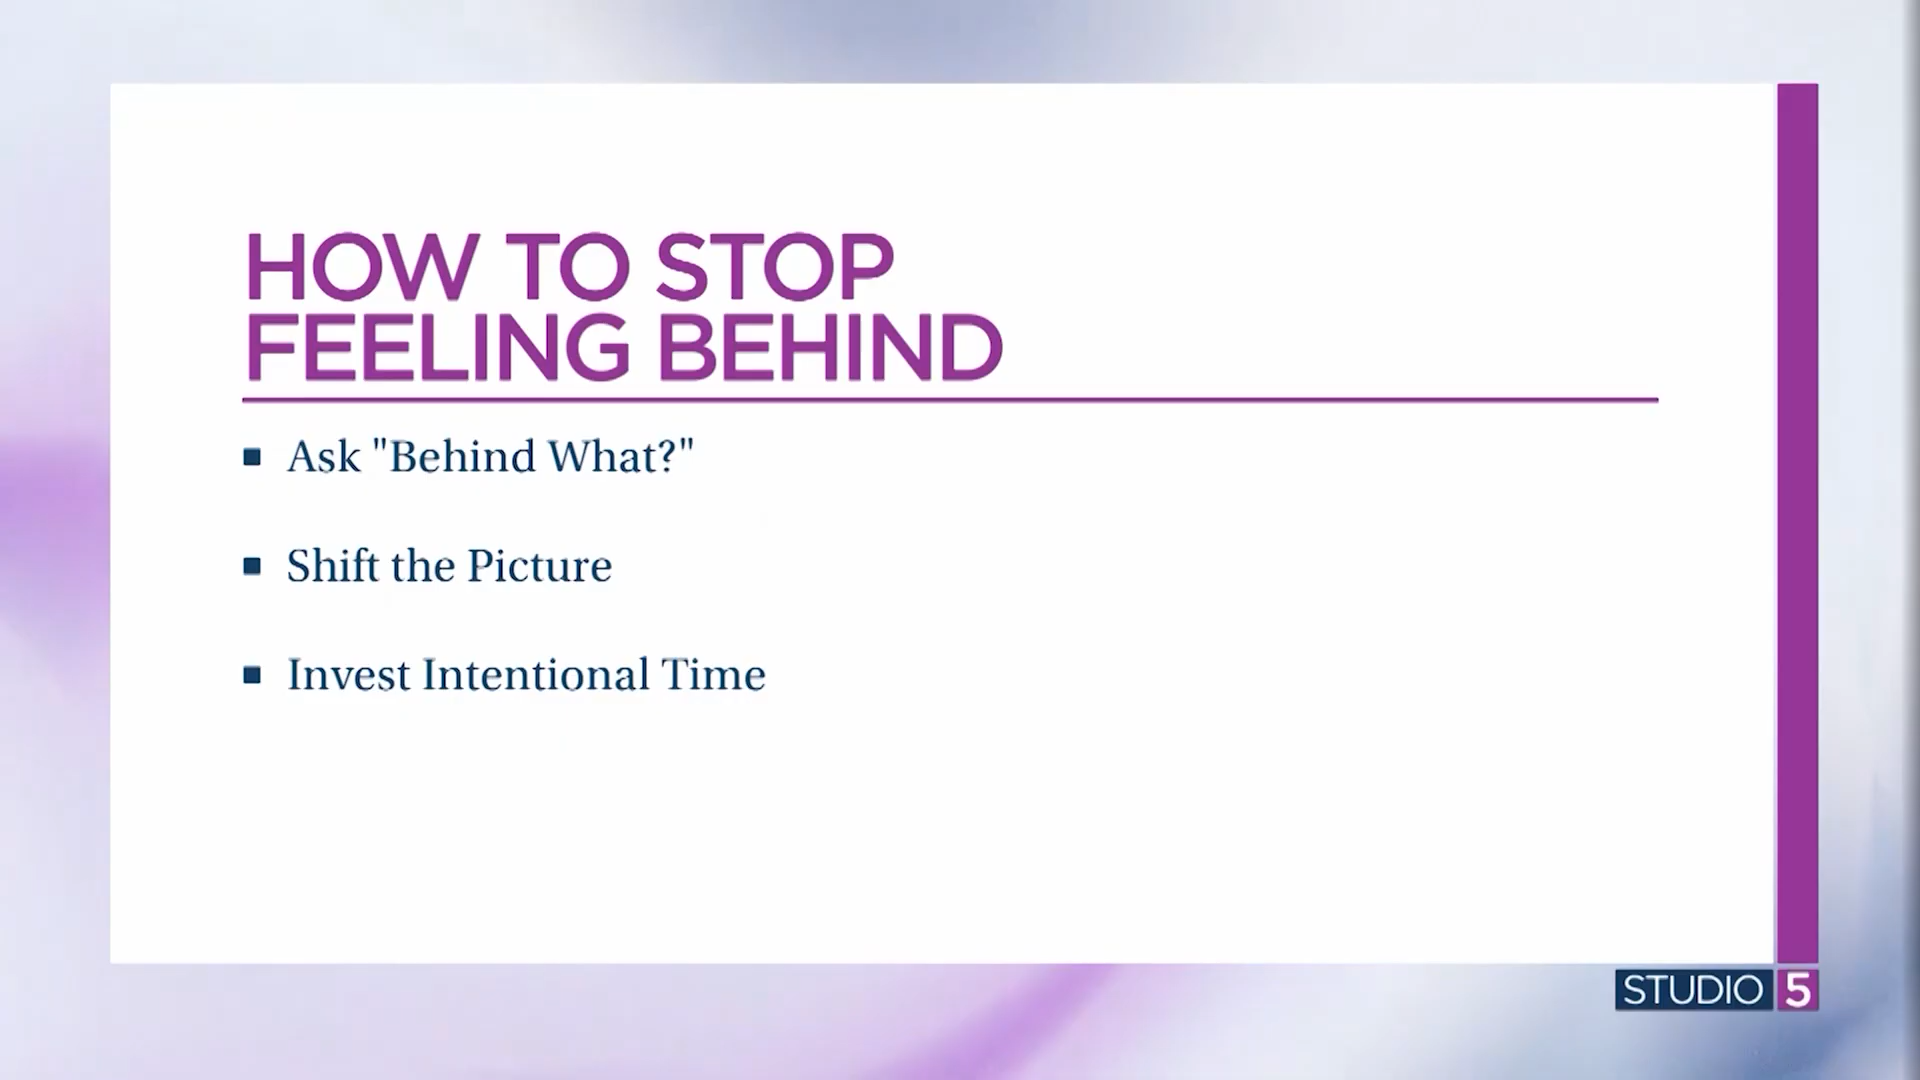 HOW TO STOP
FEELING BEHIND
Ask "Behind What?"
Shift the Picture
Invest Intentional Time
STUDIO 5